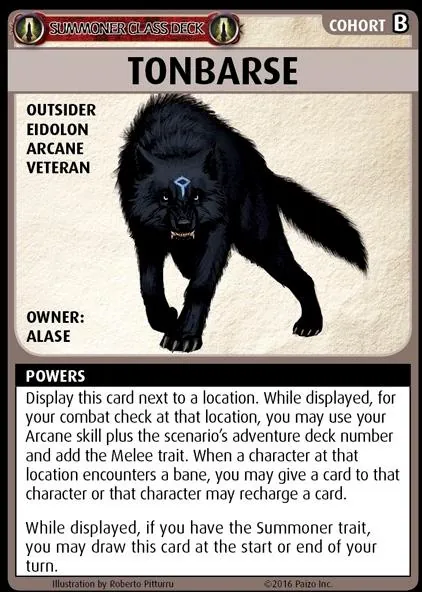 SUMMONER CLASS DECK
COHORT B
TONBARSE
OUTSIDER
EIDOLON
ARCANE
VETERAN
OWNER:
ALASE
POWERS
Display this card next to a location. While displayed, for
your combat check at that location, you may use your
Arcane skill plus the scenario's adventure deck number
and add the Melee trait. When a character at that
location encounters a bane, you may give a card to that
character or that character may recharge a card.
While displayed, if you have the Summoner trait,
you may draw this card at the start or end of your
turn.
Illustration by Roberto Pitturru
©2016 Paizo Inc.